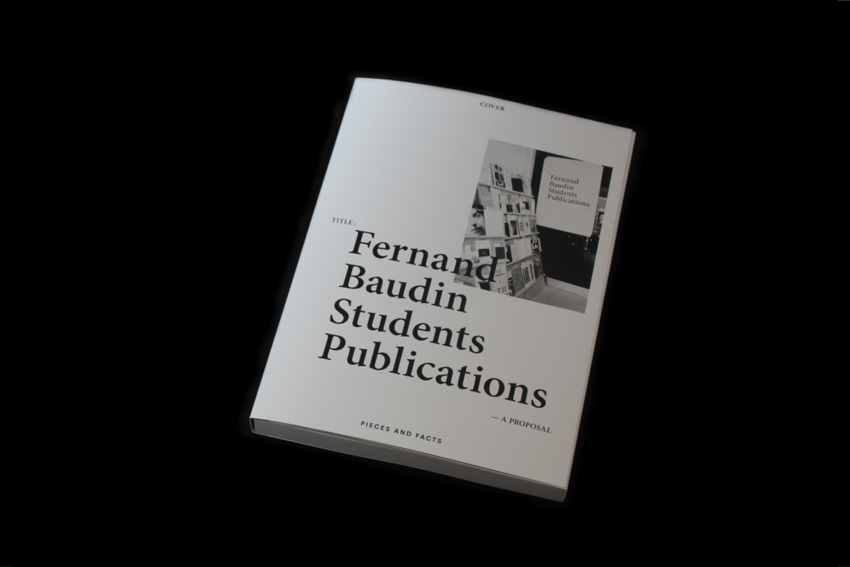 COVER
Fernand
Baudin
Students
Publications
TITLE:
Fernand
Baudin
Students
Publications
— A PROPOSAL
PIECES AND FACTS